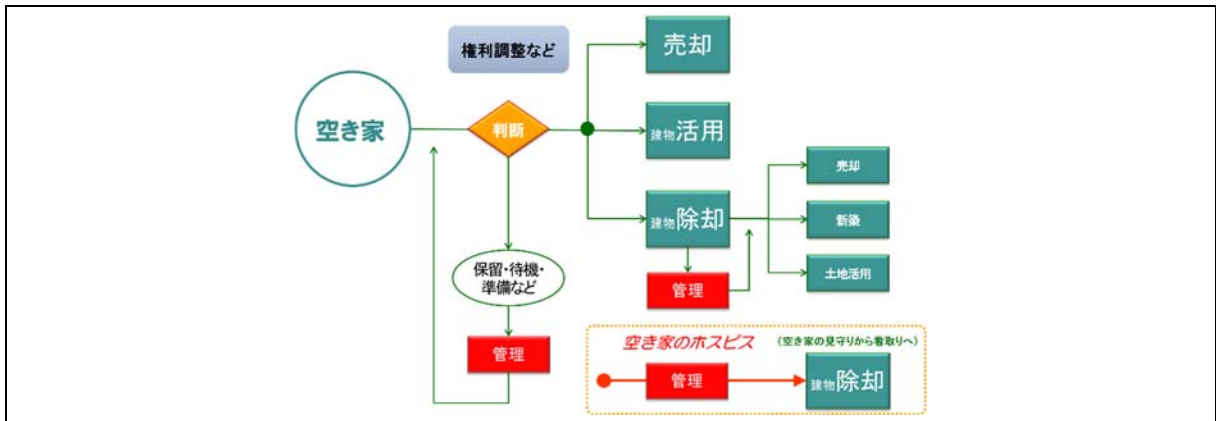 権利調整など
売却
空き家
判断
建物活用
建物除却
売却
新築
土地活用
管理
保留・待機・
準備など
管理
空き家のホスピス
(空き家の見守りから看取りへ)
管理
建物除却